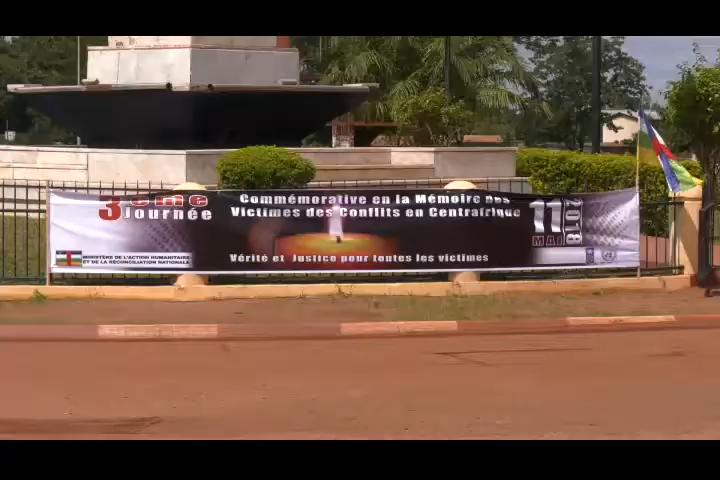 3eme Journée
Commémorative en la Mémoire des
Victimes des Conflits en Centrafrique
11 MAI 2018
Vérité et Justice pour toutes les victimes
MINISTÈRE DE L'ACTION HUMANITAIRE
ET DE LA RÉCONCILIATION NATIONALE